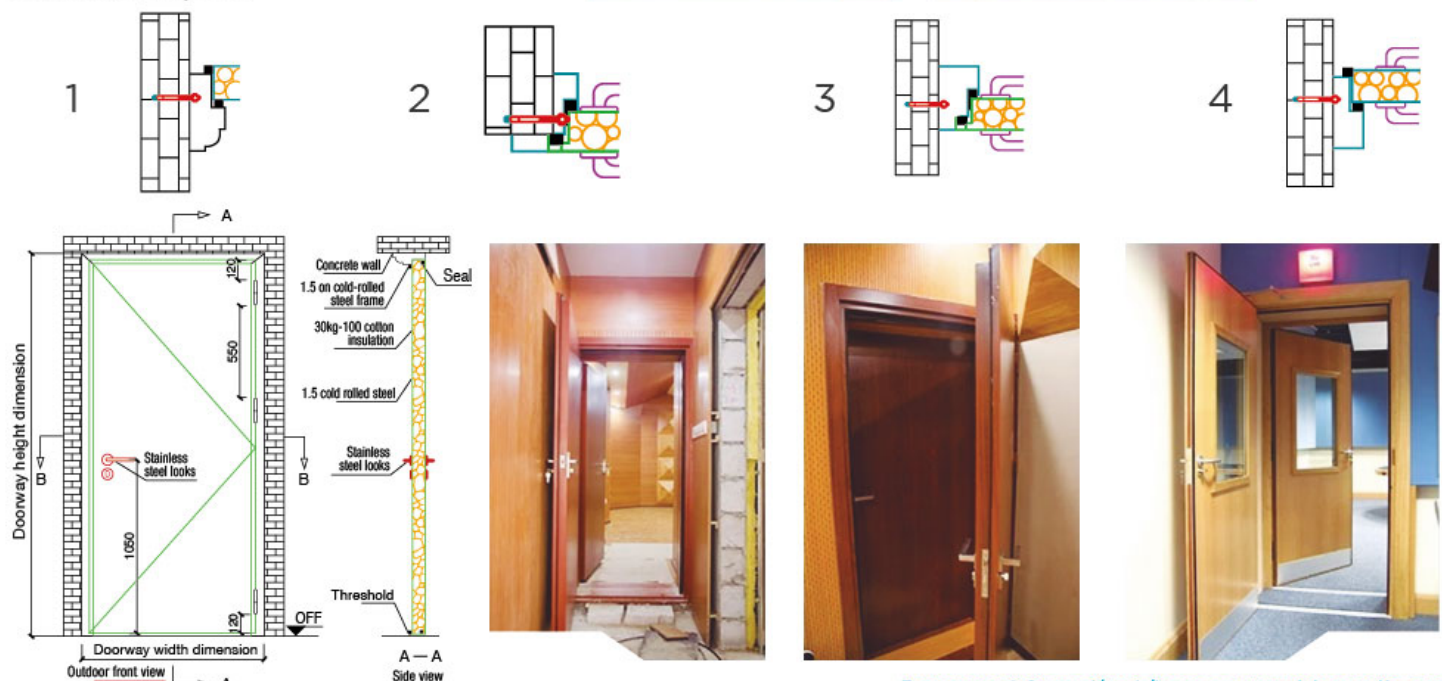 1
2
3
4
A
120
550
Doorway height dimension
B
B
Stainless
steel looks
1050
120
OFF
Doorway width dimension
Outdoor front view
Concrete wall
1.5 on cold-rolled
steel frame
Seal
30kg-100 cotton
insulation
1.5 cold rolled steel
Stainless
steel looks
Threshold
A — A
Side view